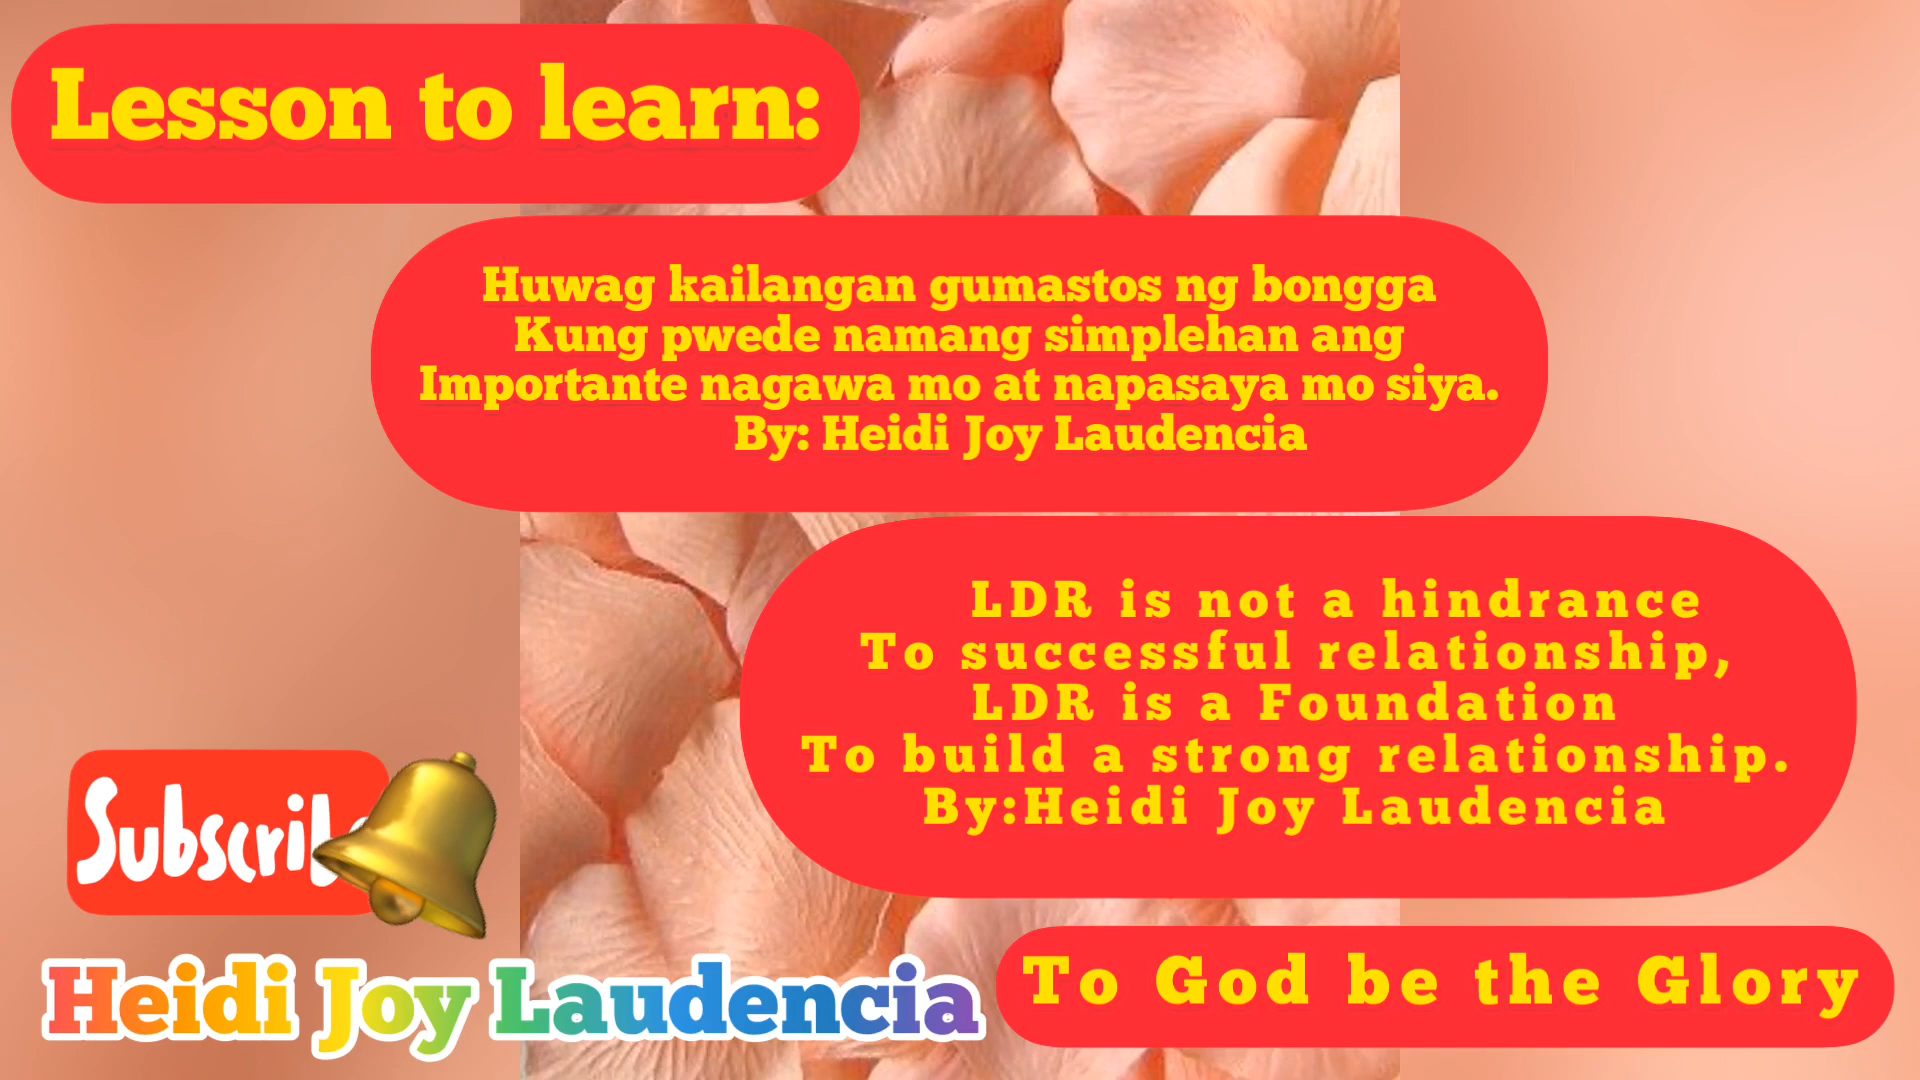 Lesson to learn:
Huwag kailangan gumastos ng bongga
Kung pwede namang simplehan ang
Importante nagawa mo at napasaya mo siya.
By: Heidi Joy Laudencia
LDR is not a hindrance
To successful relationship,
LDR is a Foundation
To build a strong relationship.
By:Heidi Joy Laudencia
Heidi Joy Laudencia
To God be the Glory